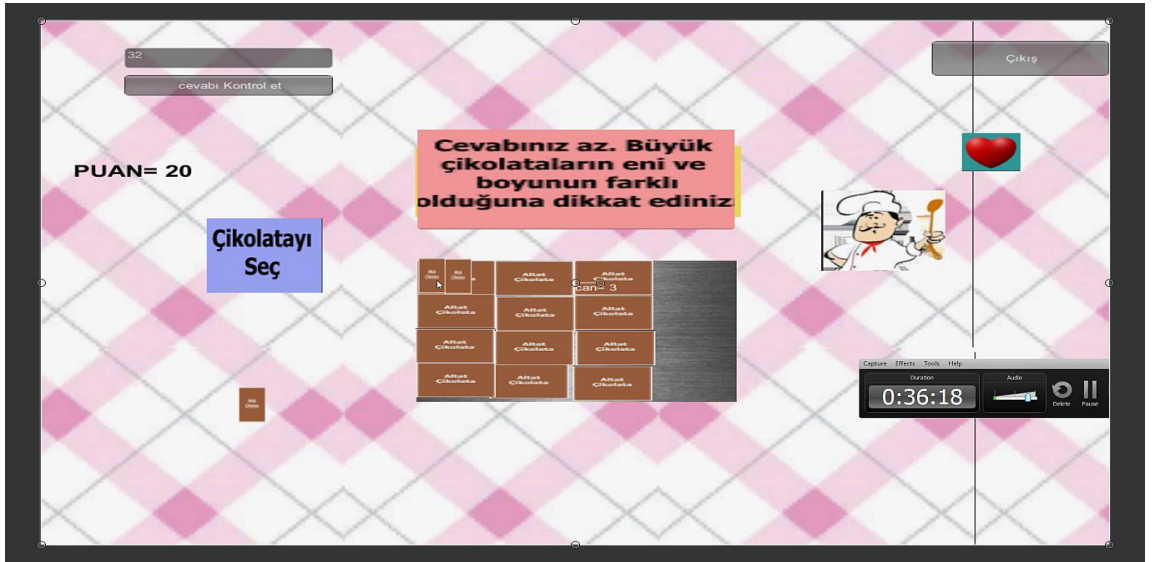 32
cevabı Kontrol et
Çıkış
Cevabınız az. Büyük
çikolataların eni ve
boyunun farklı
olduğuna dikkat ediniz
PUAN= 20
Çikolatayı
Seç
Altat
Çikolata
Altat
Çikolata
can= 3
Altat
Çikolata
Altat
Çikolata
Altat
Çikolata
Altat
Çikolata
Altat
Çikolata
Altat
Çikolata
Altat
Çikolata
Altat
Çikolata
Altat
Çikolata
Capture Effects Tools Help
Duration
Audio
0:36:18
Delete
Pause